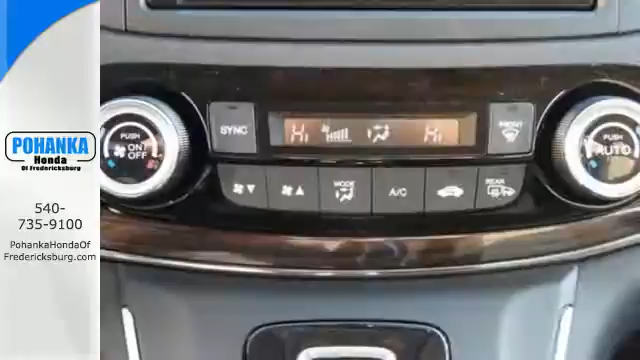 POHANKA
Honda
Of Fredericksburg
540-
735-9100
PohankaHondaOf
Fredericksburg.com
PUSH
ON
OFF
SYNC
Hi
Hi
FRONT
PUSH
AUTO
MODE
A/C
REAR